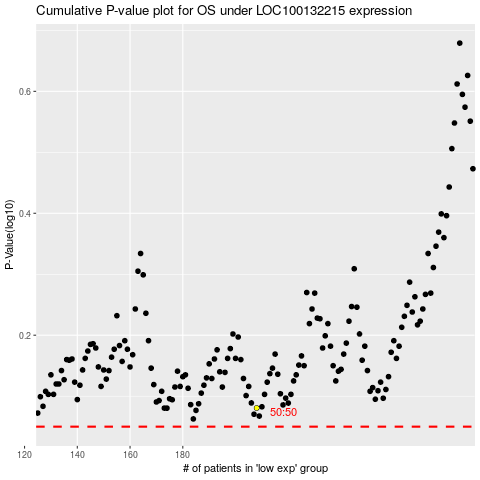 Cumulative P-value plot for OS under LOC100132215 expression
P-Value(log10)
0.6
0.4
0.2
50:50
120 140 160 180
# of patients in 'low exp' group